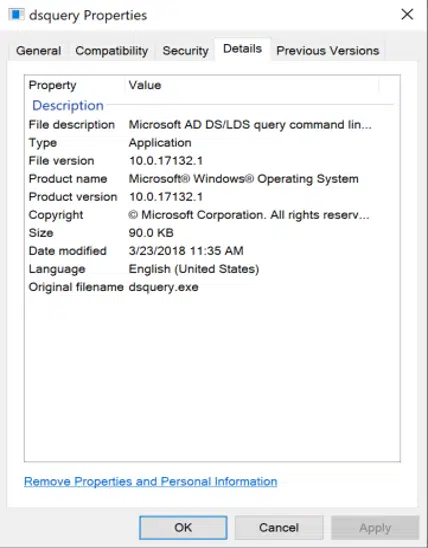 dsquery Properties
General Compatibility Security Details Previous Versions
Property Value
Description
File description Microsoft AD DS/LDS query command lin...
Type Application
File version 10.0.17132.1
Product name Microsoft® Windows® Operating System
Product version 10.0.17132.1
Copyright © Microsoft Corporation. All rights reserv...
Size 90.0 KB
Date modified 3/23/2018 11:35 AM
Language English (United States)
Original filename dsquery.exe
Remove Properties and Personal Information
OK Cancel Apply